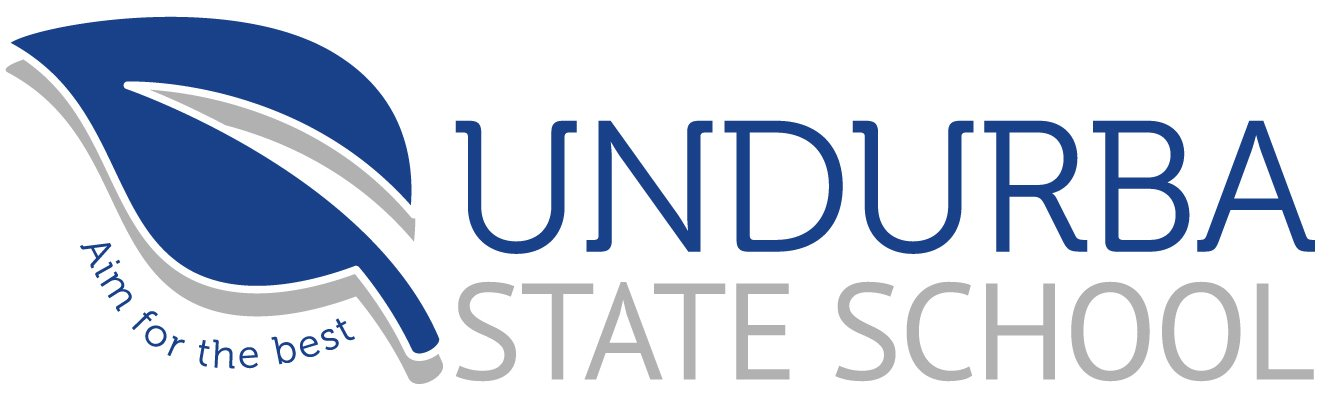 UNDURBA
STATE SCHOOL
Aim for the best